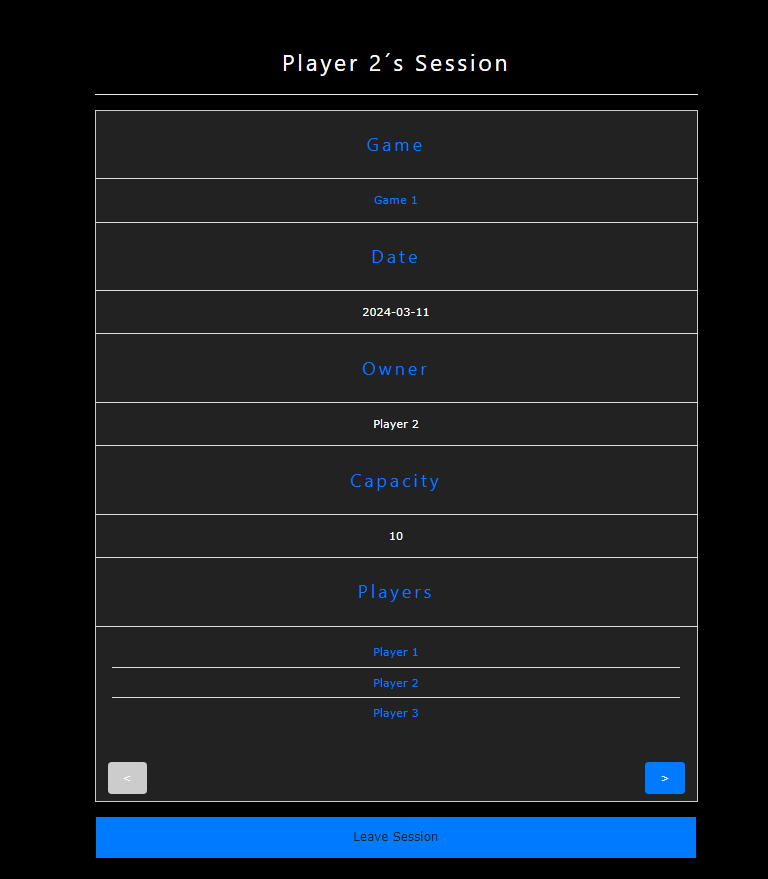 Player 2´s Session
Game
Game 1
Date
2024-03-11
Owner
Player 2
Capacity
10
Players
Player 1
Player 2
Player 3
< >
Leave Session